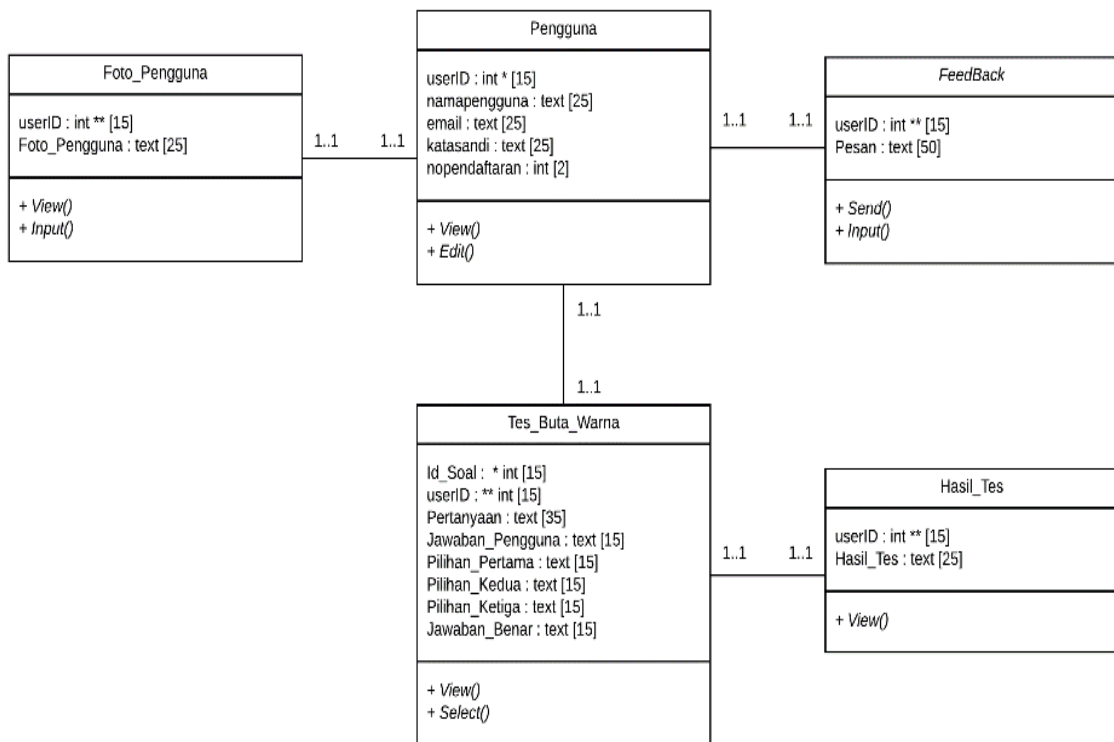 Foto_Pengguna
userID : int ** [15]
Foto_Pengguna : text [25]
+ View()
+ Input()
1..1
1..1
Pengguna
userID : int * [15]
namapengguna : text [25]
email : text [25]
katasandi : text [25]
nopendaftaran : int [2]
+ View()
+ Edit()
1..1
1..1
FeedBack
userID : int ** [15]
Pesan : text [50]
+ Send()
+ Input()
1..1
1..1
Tes_Buta_Warna
Id_Soal : * int [15]
userID : ** int [15]
Pertanyaan : text [35]
Jawaban_Pengguna : text [15]
Pilihan_Pertama : text [15]
Pilihan_Kedua : text [15]
Pilihan_Ketiga : text [15]
Jawaban_Benar : text [15]
+ View()
+ Select()
1..1
1..1
Hasil_Tes
userID : int ** [15]
Hasil_Tes : text [25]
+ View()